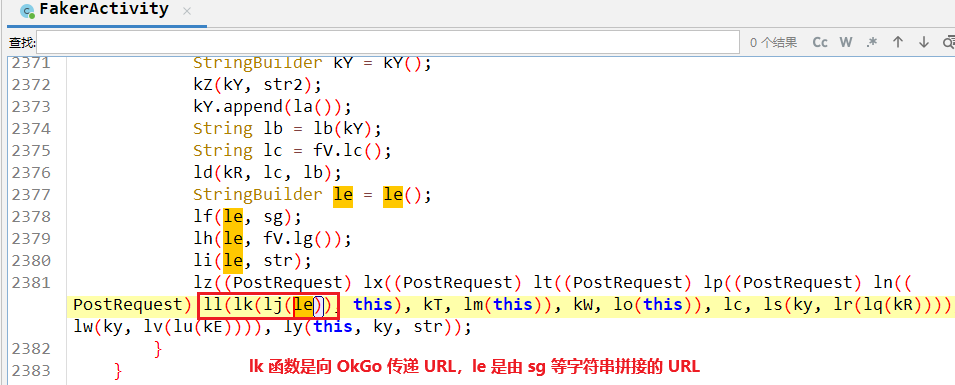 FakerActivity ×
查找: 0 个结果 Cc W .* ↑ ↓
2371 StringBuilder kY = kY();
2372 kZ(kY, str2);
2373 kY.append(la());
2374 String lb = lb(kY);
2375 String lc = fV.lc();
2376 ld(kR, lc, lb);
2377 StringBuilder le = le();
2378 lf(le, sg);
2379 lh(le, fV.lg());
2380 li(le, str);
2381 lz((PostRequest) lx((PostRequest) lt((PostRequest) lp((PostRequest) ln((
PostRequest) ll(lk(lj(le)), this), kT, lm(this)), kW, lo(this)), lc, ls(ky, lr(lq(kR))))
lw(ky, lv(lu(kE)))), ly(this, ky, str));
2382 }
2383 }
lk 函数是向 OkGo 传递 URL，le 是由 sg 等字符串拼接的 URL